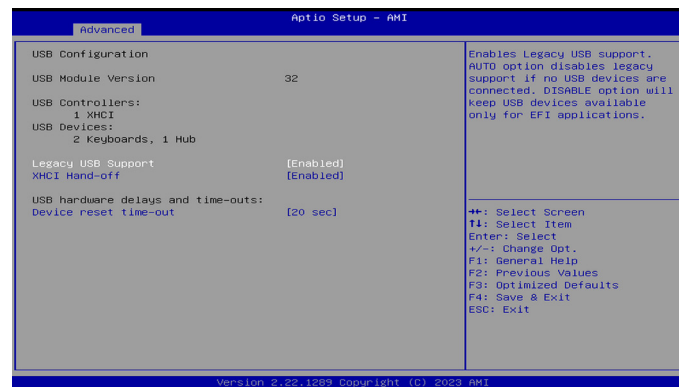 Aptio Setup – AMI
Advanced
USB Configuration
USB Module Version 32
USB Controllers:
1 XHCI
USB Devices:
2 Keyboards, 1 Hub
Legacy USB Support [Enabled]
XHCI Hand-off [Enabled]
USB hardware delays and time-outs:
Device reset time-out [20 sec]
Enables Legacy USB support.
AUTO option disables legacy
support if no USB devices are
connected. DISABLE option will
keep USB devices available
only for EFI applications.
→←: Select Screen
↑↓: Select Item
Enter: Select
+/-: Change Opt.
F1: General Help
F2: Previous Values
F3: Optimized Defaults
F4: Save & Exit
ESC: Exit
Version 2.22.1289 Copyright (C) 2023 AMI